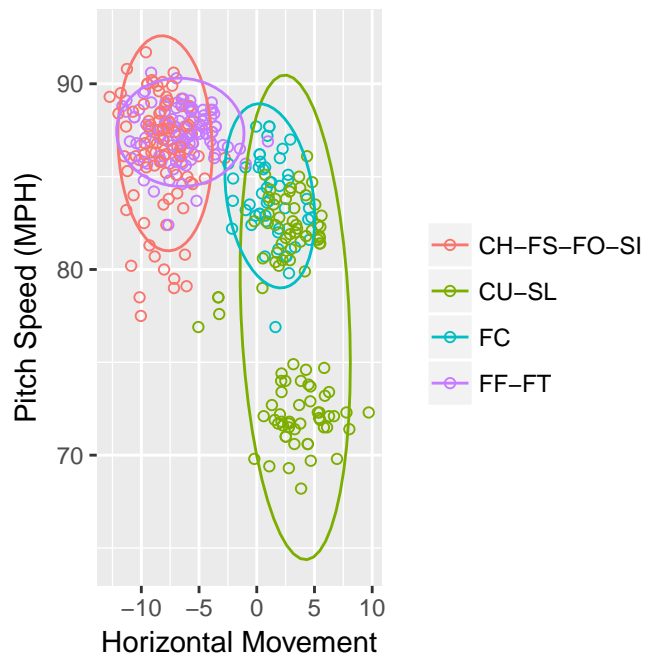 90
80
70
Pitch Speed (MPH)
−10 −5 0 5 10
Horizontal Movement
CH−FS−FO−SI
CU−SL
FC
FF−FT